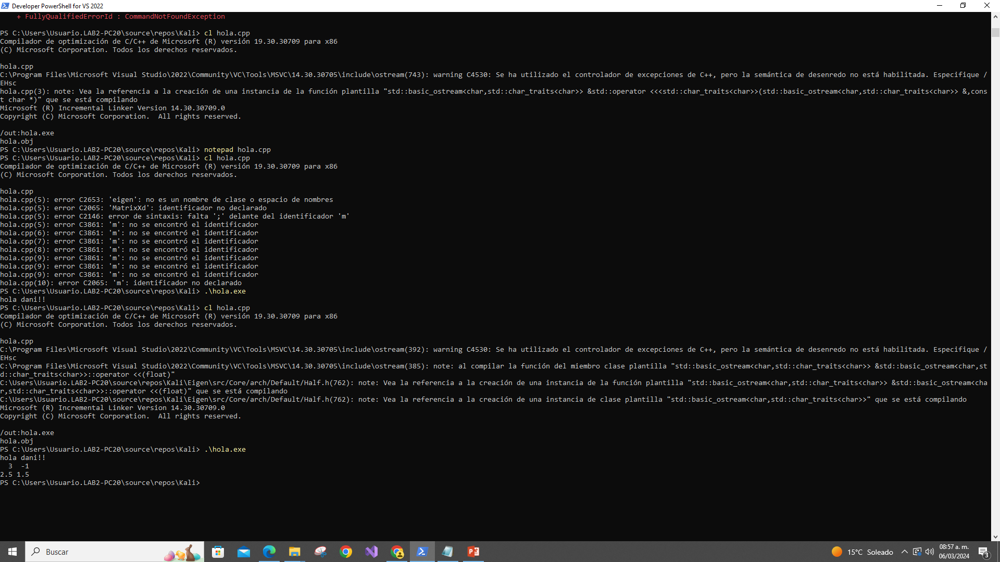 Developer PowerShell for VS 2022
+ FullyQualifiedErrorId : CommandNotFoundException
PS C:\Users\Usuario.LAB2-PC20\source\repos\Kali> cl hola.cpp
Compilador de optimización de C/C++ de Microsoft (R) versión 19.30.30709 para x86
(C) Microsoft Corporation. Todos los derechos reservados.
hola.cpp
C:\Program Files\Microsoft Visual Studio\2022\Community\VC\Tools\MSVC\14.30.30705\include\ostream(743): warning C4530: Se ha utilizado el controlador de excepciones de C++, pero la semántica de desenredo no está habilitada. Especifique /
EHsc
hola.cpp(3): note: Vea la referencia a la creación de una instancia de la función plantilla "std::basic_ostream<char,std::char_traits<char>> &std::operator <<<std::char_traits<char>>(std::basic_ostream<char,std::char_traits<char>> &,cons
t char *)" que se está compilando
Microsoft (R) Incremental Linker Version 14.30.30709.0
Copyright (C) Microsoft Corporation.  All rights reserved.
/out:hola.exe
hola.obj
PS C:\Users\Usuario.LAB2-PC20\source\repos\Kali> notepad hola.cpp
PS C:\Users\Usuario.LAB2-PC20\source\repos\Kali> cl hola.cpp
Compilador de optimización de C/C++ de Microsoft (R) versión 19.30.30709 para x86
(C) Microsoft Corporation. Todos los derechos reservados.
hola.cpp
hola.cpp(5): error C2653: 'eigen': no es un nombre de clase o espacio de nombres
hola.cpp(5): error C2065: 'MatrixXd': identificador no declarado
hola.cpp(5): error C2146: error de sintaxis: falta ';' delante del identificador 'm'
hola.cpp(5): error C3861: 'm': no se encontró el identificador
hola.cpp(6): error C3861: 'm': no se encontró el identificador
hola.cpp(7): error C3861: 'm': no se encontró el identificador
hola.cpp(8): error C3861: 'm': no se encontró el identificador
hola.cpp(9): error C3861: 'm': no se encontró el identificador
hola.cpp(9): error C3861: 'm': no se encontró el identificador
hola.cpp(9): error C3861: 'm': no se encontró el identificador
hola.cpp(10): error C2065: 'm': identificador no declarado
PS C:\Users\Usuario.LAB2-PC20\source\repos\Kali> .\hola.exe
hola dani!!
PS C:\Users\Usuario.LAB2-PC20\source\repos\Kali> cl hola.cpp
Compilador de optimización de C/C++ de Microsoft (R) versión 19.30.30709 para x86
(C) Microsoft Corporation. Todos los derechos reservados.
hola.cpp
C:\Program Files\Microsoft Visual Studio\2022\Community\VC\Tools\MSVC\14.30.30705\include\ostream(392): warning C4530: Se ha utilizado el controlador de excepciones de C++, pero la semántica de desenredo no está habilitada. Especifique /
EHsc
C:\Program Files\Microsoft Visual Studio\2022\Community\VC\Tools\MSVC\14.30.30705\include\ostream(385): note: al compilar la función del miembro clase plantilla "std::basic_ostream<char,std::char_traits<char>> &std::basic_ostream<char,st
d::char_traits<char>>::operator <<(float)"
C:\Users\Usuario.LAB2-PC20\source\repos\Kali\Eigen\src/Core/arch/Default/Half.h(762): note: Vea la referencia a la creación de una instancia de la función plantilla "std::basic_ostream<char,std::char_traits<char>> &std::basic_ostream<cha
r,std::char_traits<char>>::operator <<(float)" que se está compilando
C:\Users\Usuario.LAB2-PC20\source\repos\Kali\Eigen\src/Core/arch/Default/Half.h(762): note: Vea la referencia a la creación de una instancia de clase plantilla "std::basic_ostream<char,std::char_traits<char>>" que se está compilando
Microsoft (R) Incremental Linker Version 14.30.30709.0
Copyright (C) Microsoft Corporation.  All rights reserved.
/out:hola.exe
hola.obj
PS C:\Users\Usuario.LAB2-PC20\source\repos\Kali> .\hola.exe
hola dani!!
3  -1
2.5 1.5
PS C:\Users\Usuario.LAB2-PC20\source\repos\Kali>
Buscar
15°C Soleado
08:57 a. m.
06/03/2024
3